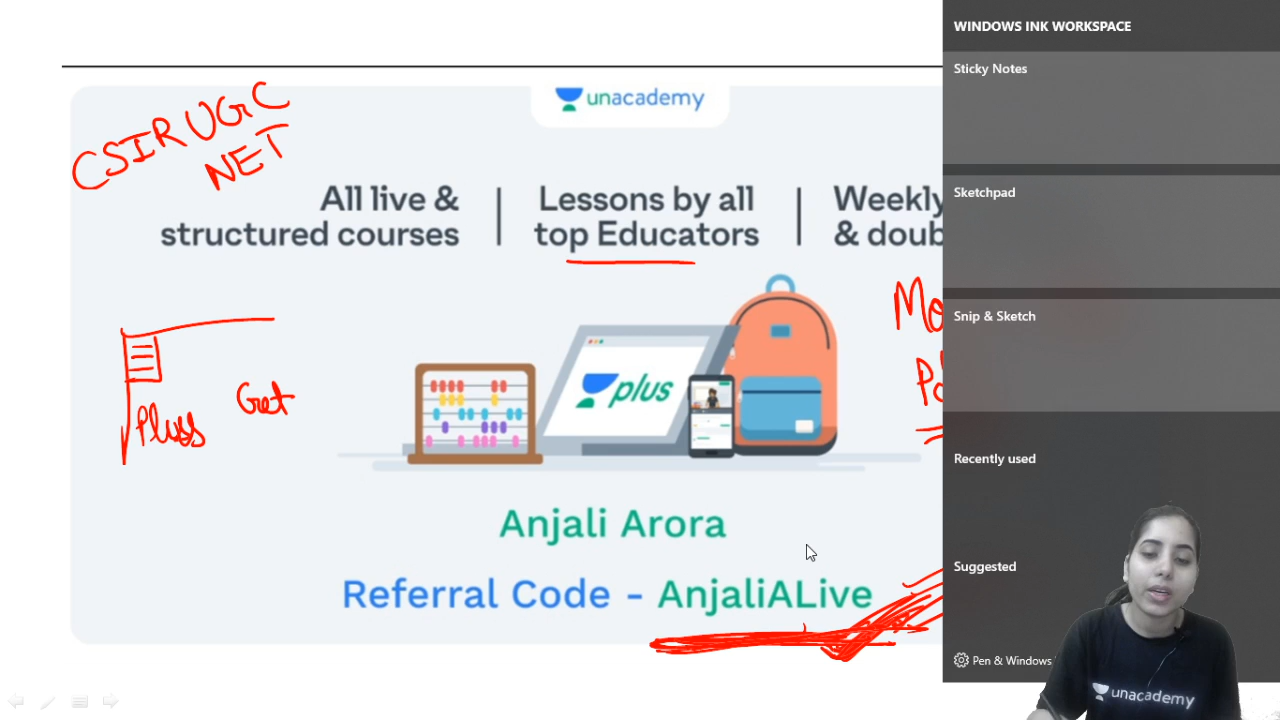 WINDOWS INK WORKSPACE
Sticky Notes
Sketchpad
Snip & Sketch
Recently used
Suggested
Pen & Windows
unacademy
CSIR UGC
NET
All live &
structured courses
Lessons by all
top Educators
Weekly
& doub
Pluss
Get
plus
Anjali Arora
Referral Code - AnjaliALive
unacademy